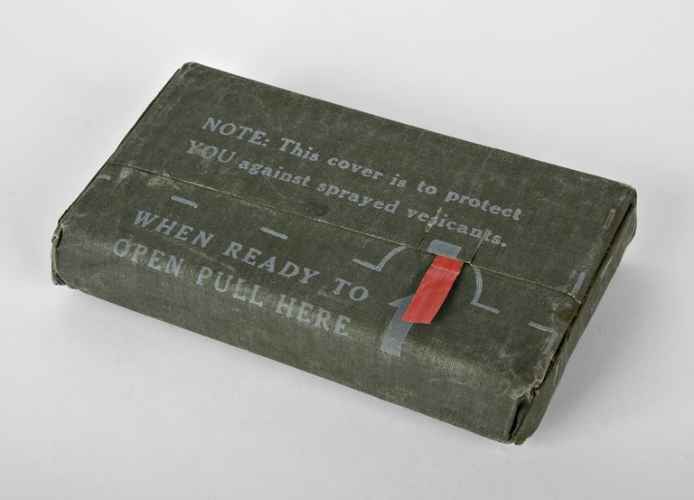 NOTE: This cover is to protect
YOU against sprayed vesicants.
WHEN READY TO
OPEN PULL HERE